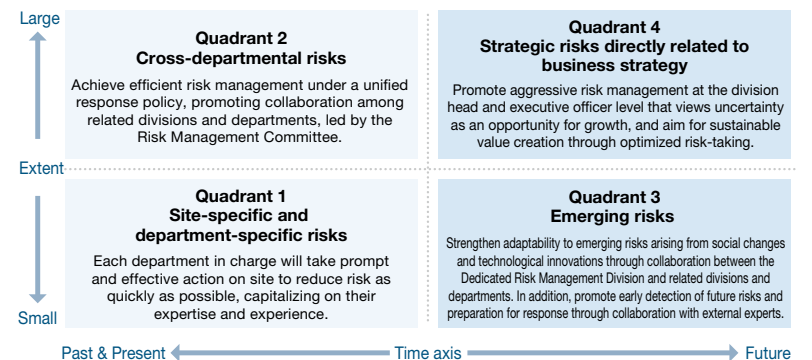 Large
Quadrant 2
Cross-departmental risks
Achieve efficient risk management under a unified
response policy, promoting collaboration among
related divisions and departments, led by the
Risk Management Committee.
Quadrant 4
Strategic risks directly related to
business strategy
Promote aggressive risk management at the division
head and executive officer level that views uncertainty
as an opportunity for growth, and aim for sustainable
value creation through optimized risk-taking.
Extent
Quadrant 1
Site-specific and
department-specific risks
Each department in charge will take prompt
and effective action on site to reduce risk as
quickly as possible, capitalizing on their
expertise and experience.
Quadrant 3
Emerging risks
Strengthen adaptability to emerging risks arising from social changes
and technological innovations through collaboration between the
Dedicated Risk Management Division and related divisions and
departments. In addition, promote early detection of future risks and
preparation for response through collaboration with external experts.
Small
Past & Present
Time axis
Future